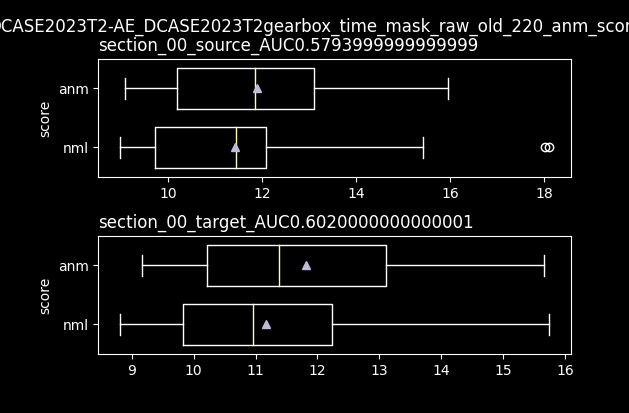 DCASE2023T2-AE_DCASE2023T2gearbox_time_mask_raw_old_220_anm_scor
section_00_source_AUC0.5793999999999999
anm
score
nml
10 12 14 16 18
section_00_target_AUC0.6020000000000001
anm
score
nml
9 10 11 12 13 14 15 16